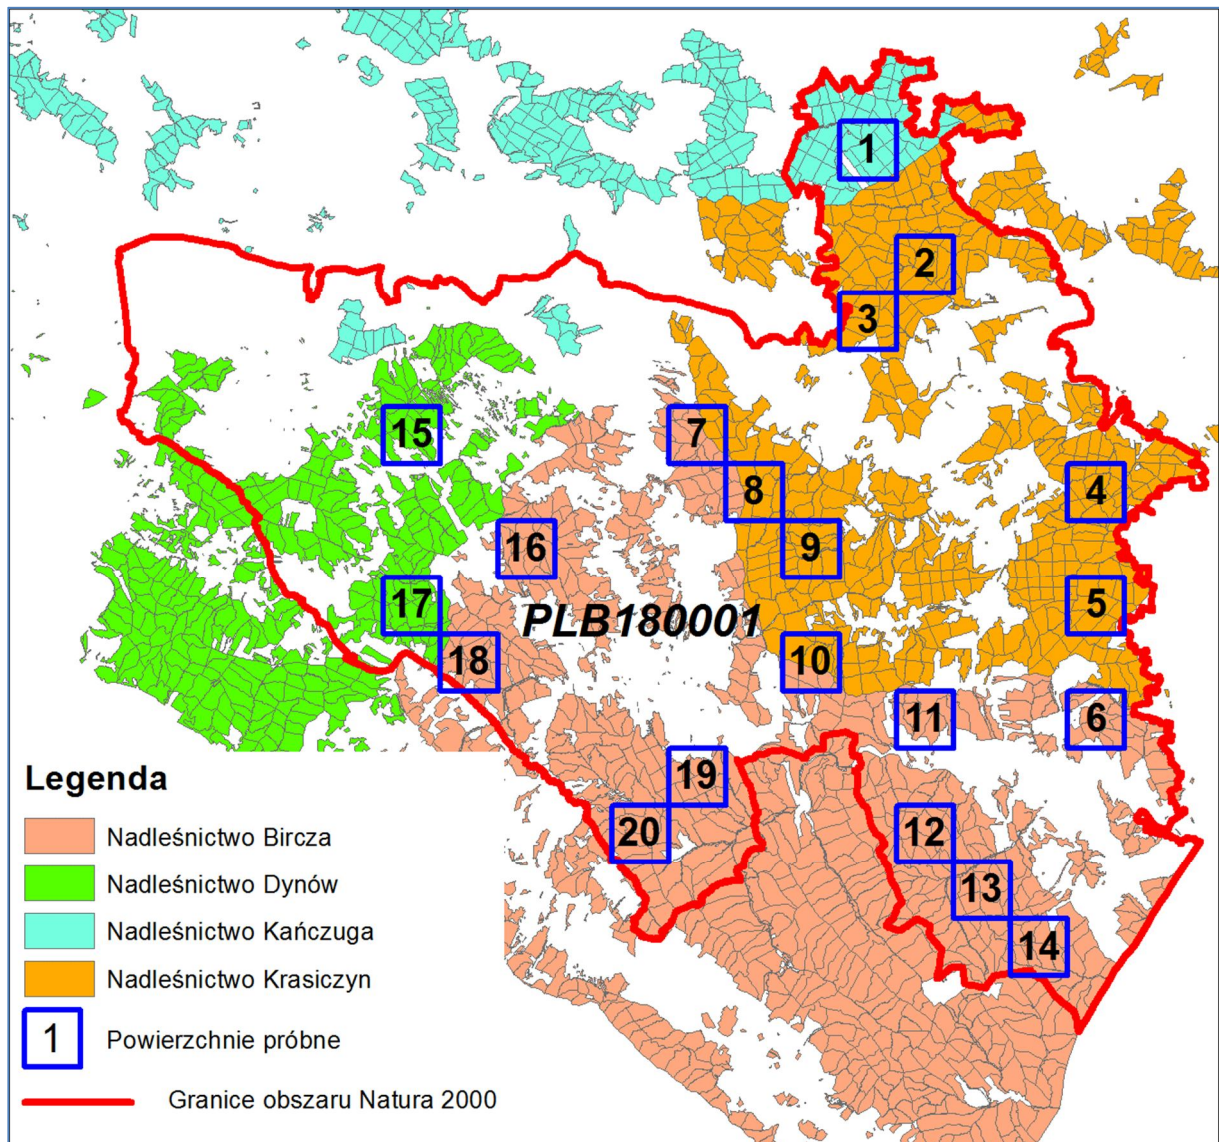 1
2
3
15
7
8
4
16
9
17
PLB180001
5
18
10
11
6
19
20
12
13
14
Legenda
Nadleśnictwo Bircza
Nadleśnictwo Dynów
Nadleśnictwo Kańczuga
Nadleśnictwo Krasiczyn
1 Powierzchnie próbne
Granice obszaru Natura 2000